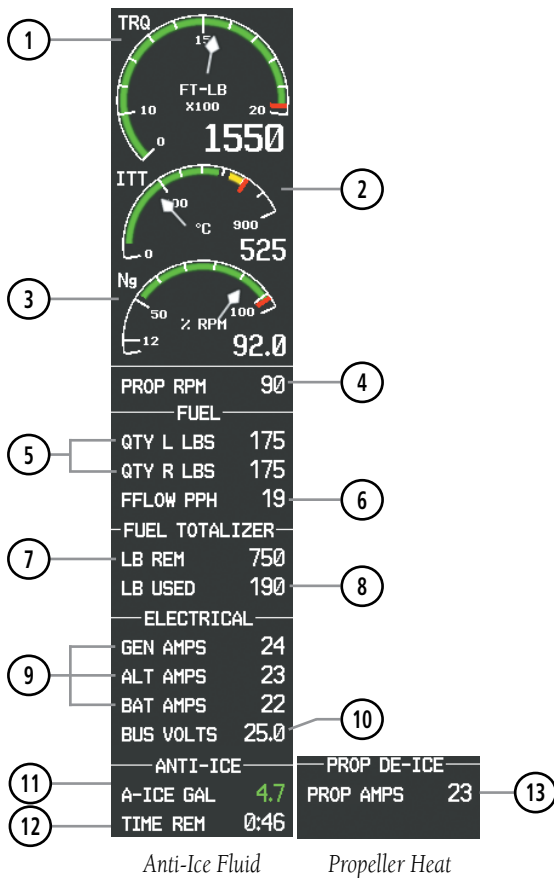 1
TRQ
15
FT-LB
X100
10
20
0
1550
ITT
2
900
°C
0
525
Ng
3
50
100
% RPM
12
92.0
PROP RPM 90
4
FUEL
5
QTY L LBS 175
QTY R LBS 175
FFLOW PPH 19
6
FUEL TOTALIZER
7
LB REM 750
LB USED 190
8
ELECTRICAL
9
GEN AMPS 24
ALT AMPS 23
BAT AMPS 22
BUS VOLTS 25.0
10
ANTI-ICE
11
A-ICE GAL 4.7
12
TIME REM 0:46
PROP DE-ICE
PROP AMPS 23
13
Anti-Ice Fluid
Propeller Heat